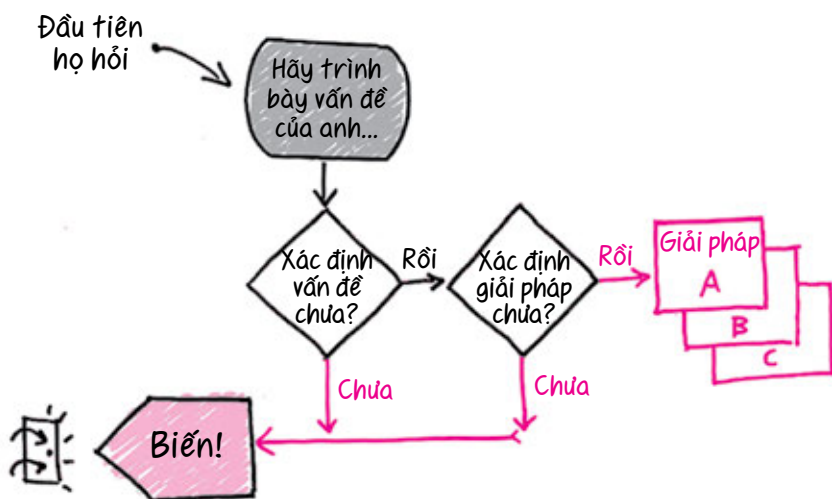 Đầu tiên
họ hỏi
Hãy trình
bày vấn đề
của anh...
Xác định
vấn đề
chưa?
Rồi
Xác định
giải pháp
chưa?
Rồi
Giải pháp
A
B
C
Chưa
Chưa
Biến!